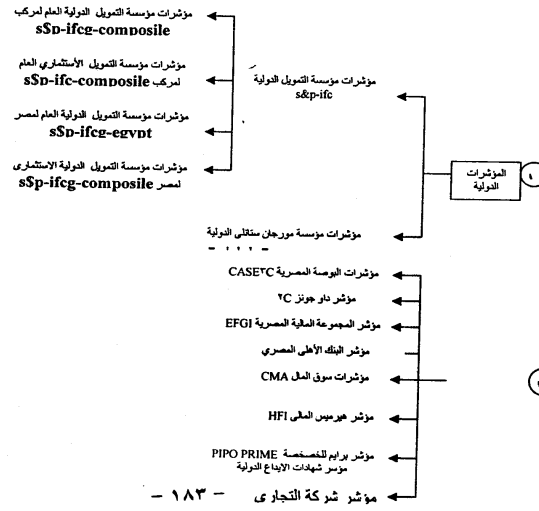 مؤشرات مؤسسة التمويل الدولية العام لمركب
s$p-ifcg-composile
مؤشرات مؤسسة التمويل الأستثماري العام
لمركب s$p-ifc-composile
مؤشرات مؤسسة التمويل الدولية العام لمصر
s$p-ifcg-egypt
مؤشرات مؤسسة التمويل الدولية الاستثمارى
لمصر s$p-ifcg-composile
مؤشرات مؤسسة التمويل الدولية
s&p-ifc
المؤشرات
الدولية
١
مؤشرات مؤسسة مورجان ستانلى الدولية
مؤشرات البوصة المصرية CASE٣C
مؤشر داو جونز ٢C
مؤشر المجموعة المالية المصرية EFGI
مؤشر البنك الأهلى المصري
مؤشرات سوق المال CMA
مؤشر هيرميس المالى HFI
مؤشر برايم للخصخصة PIPO PRIME
مؤسر شهادات الايداع الدولية
مؤشر شركة التجارى
– ١٨٣ –